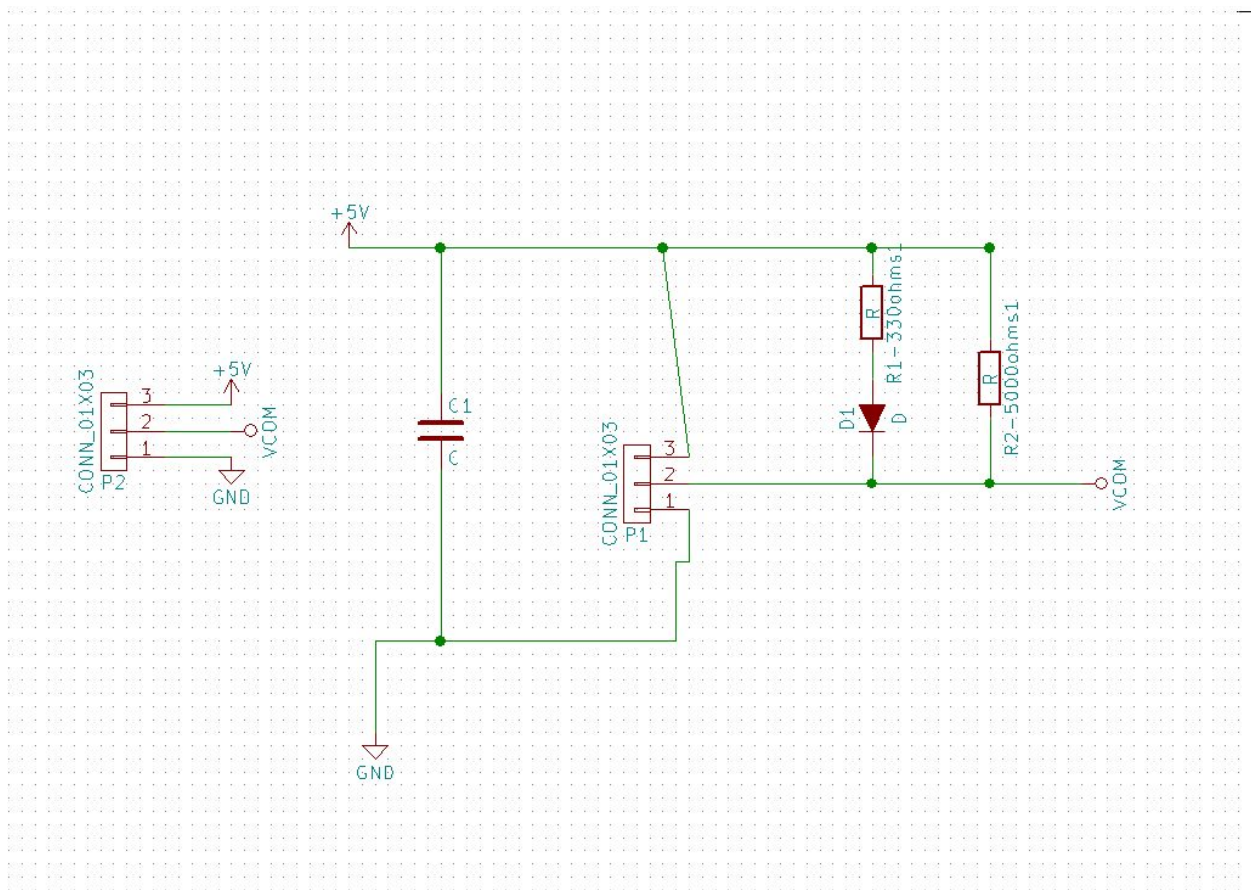 +5V
R1-330ohms1
R2-5000ohms1
+5V
CONN_01X03
3
2
1
P2
VCOM
GND
C1
C
CONN_01X03
3
2
1
P1
R
D1
D
R
VCOM
GND